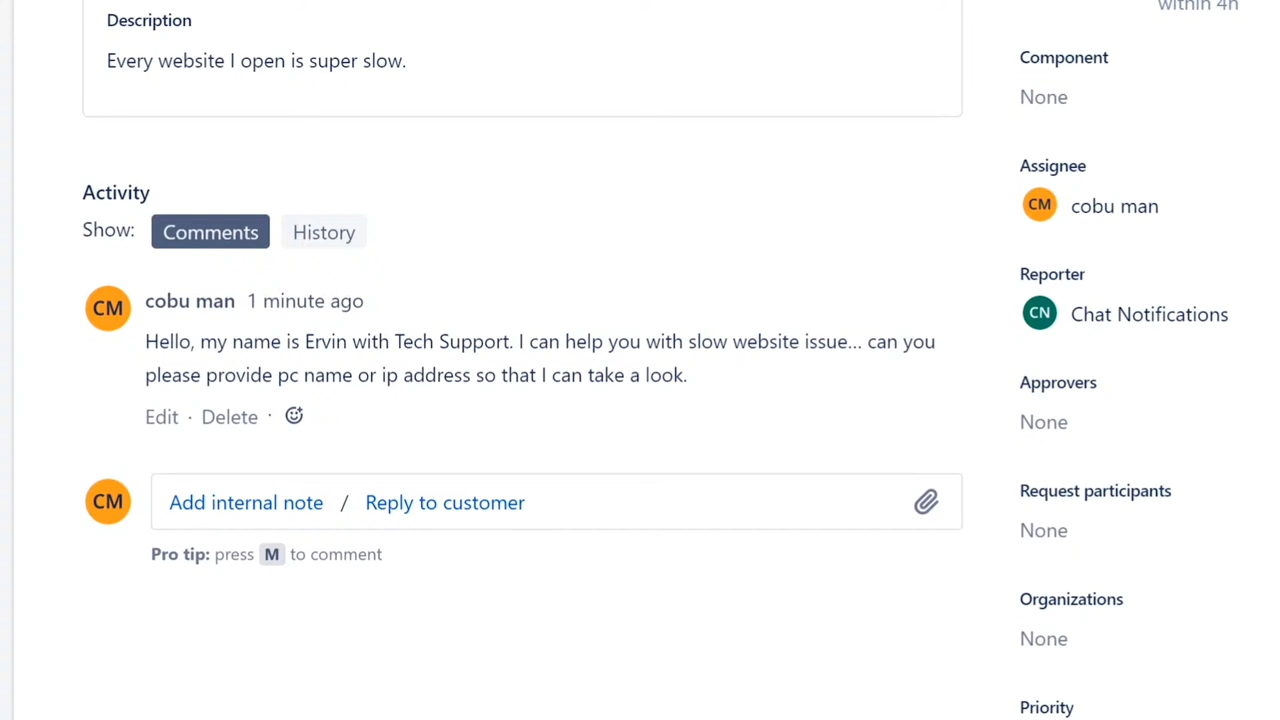 within 4h
Description
Every website I open is super slow.
Component
None
Activity
Show: Comments History
Assignee
CM cobu man
CM cobu man 1 minute ago
Hello, my name is Ervin with Tech Support. I can help you with slow website issue... can you
please provide pc name or ip address so that I can take a look.
Edit · Delete ·
Reporter
CN Chat Notifications
Approvers
None
CM Add internal note / Reply to customer
Pro tip: press M to comment
Request participants
None
Organizations
None
Priority